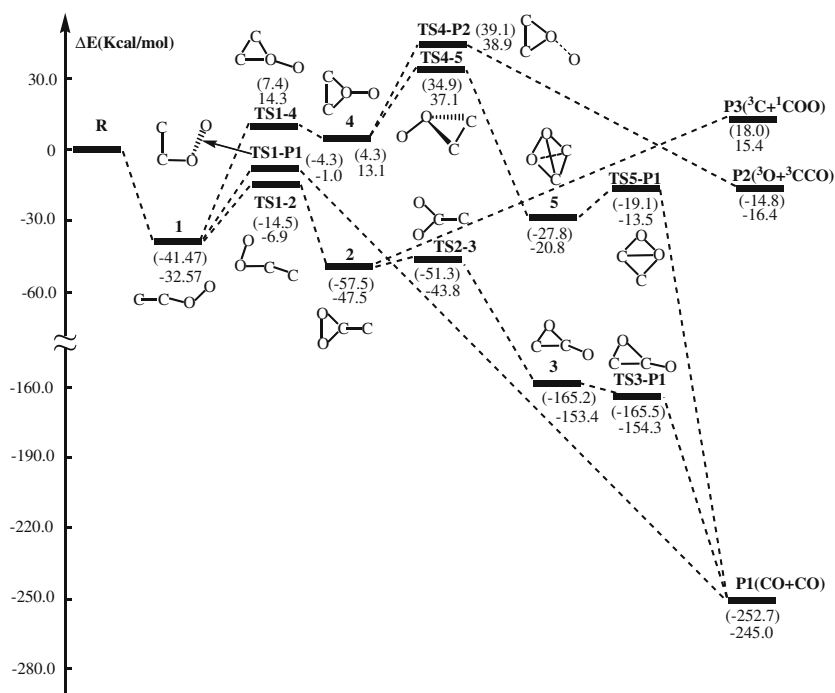 ΔE(Kcal/mol)
30.0
0
-30.0
-60.0
-160.0
-190.0
-220.0
-250.0
-280.0
R
1
(-41.47)
-32.57
C C O O
C C O O
C C O O
(7.4)
14.3
TS1-4
TS1-P1
(-4.3)
-1.0
TS1-2
(-14.5)
-6.9
O O C C
C C O O
4
(4.3)
13.1
2
(-57.5)
-47.5
O O C C
TS4-P2
(39.1)
38.9
C C O O
TS4-5
(34.9)
37.1
O O C C
O O C C
TS2-3
(-51.3)
-43.8
O O C C
5
(-27.8)
-20.8
TS5-P1
(-19.1)
-13.5
O O C C
O C C O
3
(-165.2)
-153.4
O C C O
TS3-P1
(-165.5)
-154.3
P3(³C+¹COO)
(18.0)
15.4
P2(³O+³CCO)
(-14.8)
-16.4
P1(CO+CO)
(-252.7)
-245.0